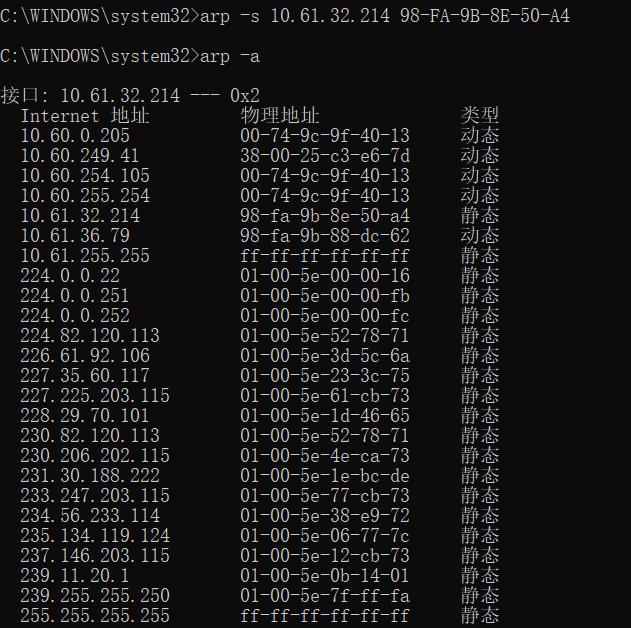 C:\WINDOWS\system32>arp -s 10.61.32.214 98-FA-9B-8E-50-A4
C:\WINDOWS\system32>arp -a
接口: 10.61.32.214 --- 0x2
Internet 地址 物理地址 类型
10.60.0.205 00-74-9c-9f-40-13 动态
10.60.249.41 38-00-25-c3-e6-7d 动态
10.60.254.105 00-74-9c-9f-40-13 动态
10.60.255.254 00-74-9c-9f-40-13 动态
10.61.32.214 98-fa-9b-8e-50-a4 静态
10.61.36.79 98-fa-9b-88-dc-62 动态
10.61.255.255 ff-ff-ff-ff-ff-ff 静态
224.0.0.22 01-00-5e-00-00-16 静态
224.0.0.251 01-00-5e-00-00-fb 静态
224.0.0.252 01-00-5e-00-00-fc 静态
224.82.120.113 01-00-5e-52-78-71 静态
226.61.92.106 01-00-5e-3d-5c-6a 静态
227.35.60.117 01-00-5e-23-3c-75 静态
227.225.203.115 01-00-5e-61-cb-73 静态
228.29.70.101 01-00-5e-1d-46-65 静态
230.82.120.113 01-00-5e-52-78-71 静态
230.206.202.115 01-00-5e-4e-ca-73 静态
231.30.188.222 01-00-5e-1e-bc-de 静态
233.247.203.115 01-00-5e-77-cb-73 静态
234.56.233.114 01-00-5e-38-e9-72 静态
235.134.119.124 01-00-5e-06-77-7c 静态
237.146.203.115 01-00-5e-12-cb-73 静态
239.11.20.1 01-00-5e-0b-14-01 静态
239.255.255.250 01-00-5e-7f-ff-fa 静态
255.255.255.255 ff-ff-ff-ff-ff-ff 静态